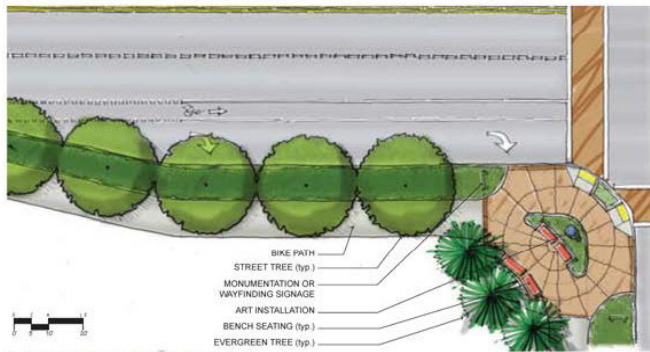 BIKE PATH
STREET TREE (typ.)
MONUMENTATION OR
WAYFINDING SIGNAGE
ART INSTALLATION
BENCH SEATING (typ.)
EVERGREEN TREE (typ.)